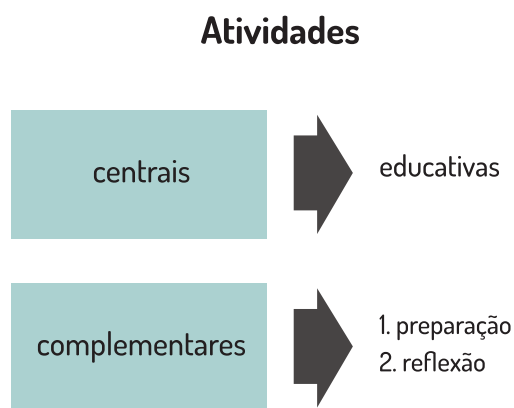 Atividades
centrais
educativas
complementares
1. preparação
2. reflexão